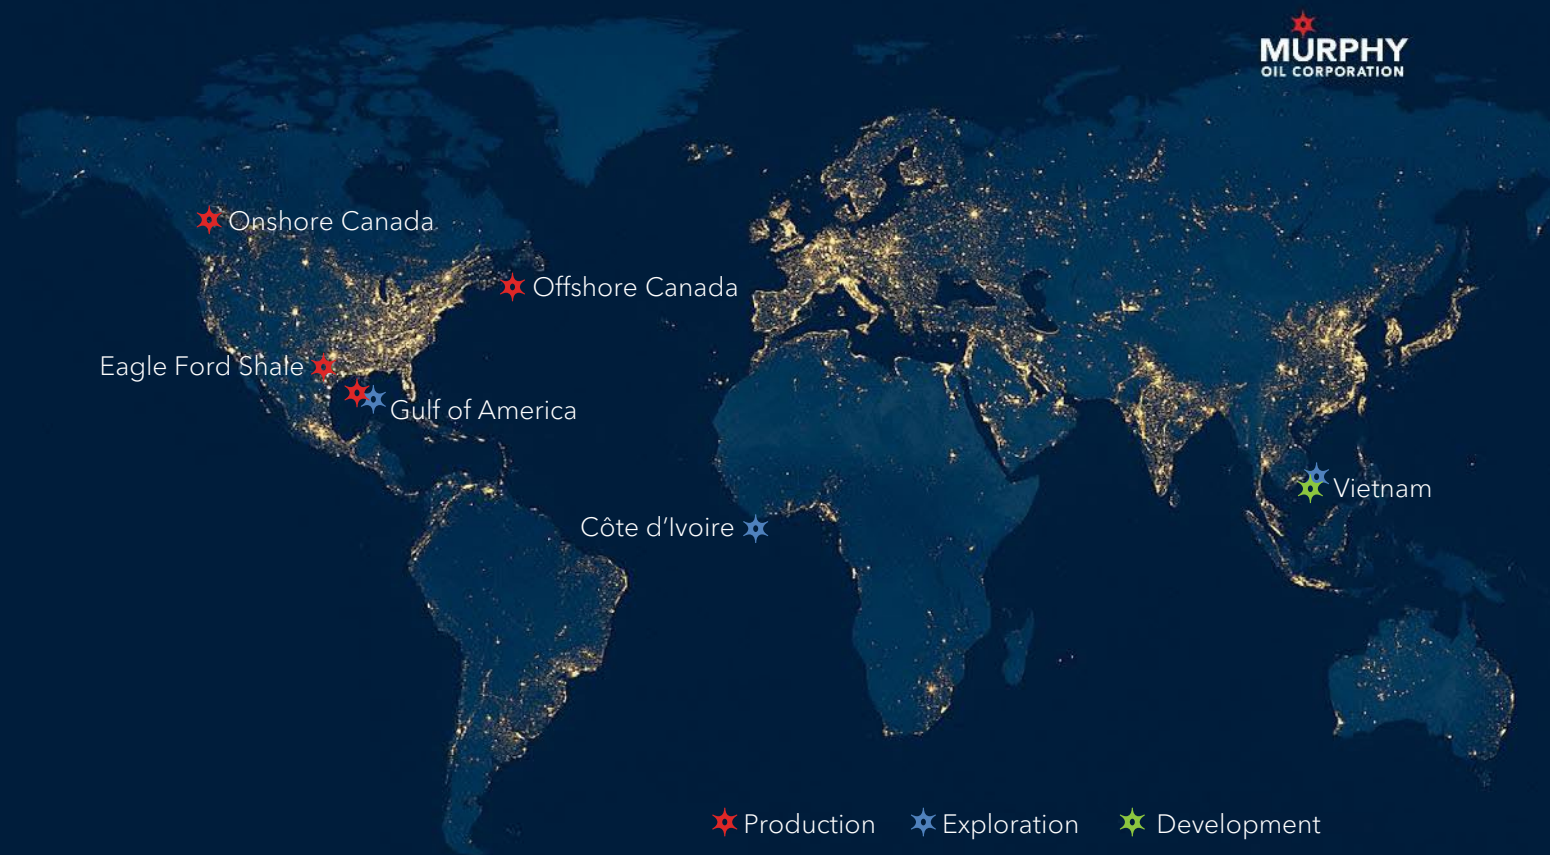 MURPHY
OIL CORPORATION
Onshore Canada
Offshore Canada
Eagle Ford Shale
Gulf of America
Vietnam
Côte d’Ivoire
Production
Exploration
Development